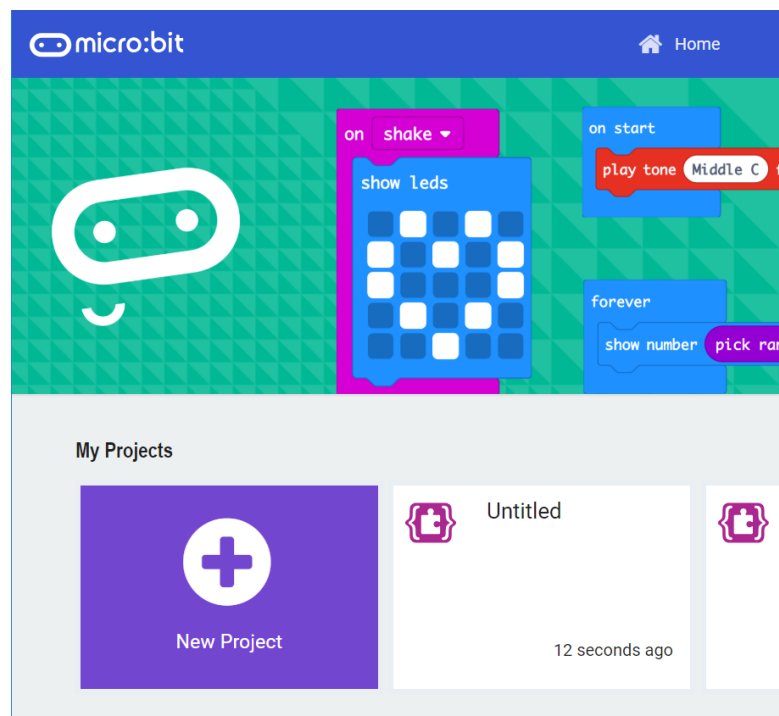 micro:bit
Home
on shake
show leds
on start
play tone Middle C
forever
show number pick
My Projects
New Project
Untitled
12 seconds ago